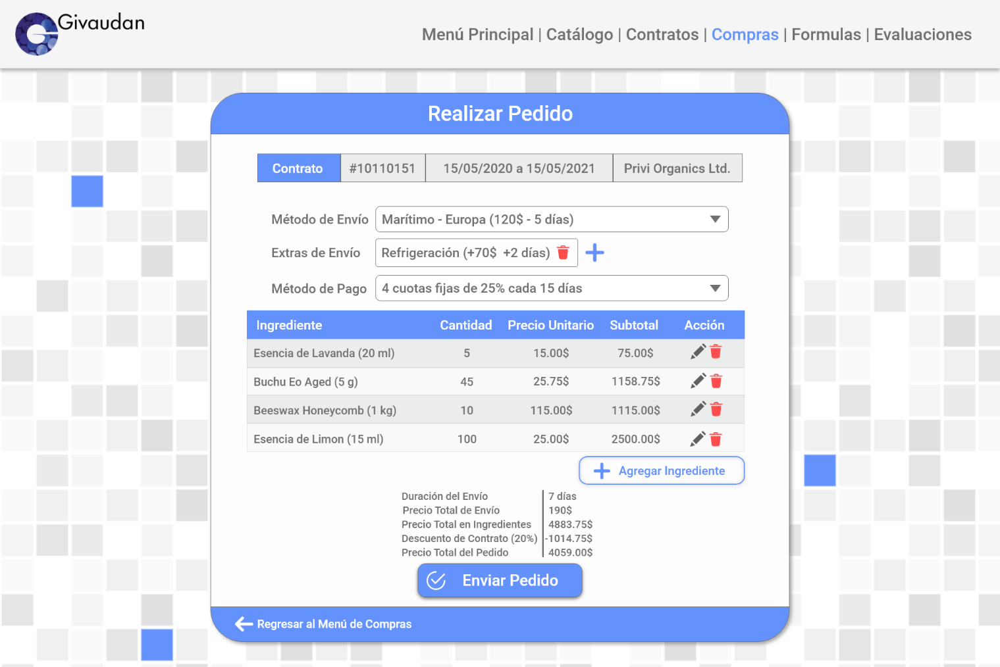 Givaudan
Menú Principal | Catálogo | Contratos | Compras | Formulas | Evaluaciones
Realizar Pedido
Contrato #10110151 15/05/2020 a 15/05/2021 Privi Organics Ltd.
Método de Envío Marítimo - Europa (120$ - 5 días)
Extras de Envío Refrigeración (+70$ +2 días)
Método de Pago 4 cuotas fijas de 25% cada 15 días
Ingrediente Cantidad Precio Unitario Subtotal Acción
Esencia de Lavanda (20 ml) 5 15.00$ 75.00$
Buchu Eo Aged (5 g) 45 25.75$ 1158.75$
Beeswax Honeycomb (1 kg) 10 115.00$ 1115.00$
Esencia de Limon (15 ml) 100 25.00$ 2500.00$
Agregar Ingrediente
Duración del Envío 7 días
Precio Total de Envío 190$
Precio Total en Ingredientes 4883.75$
Descuento de Contrato (20%) -1014.75$
Precio Total del Pedido 4059.00$
Enviar Pedido
Regresar al Menú de Compras